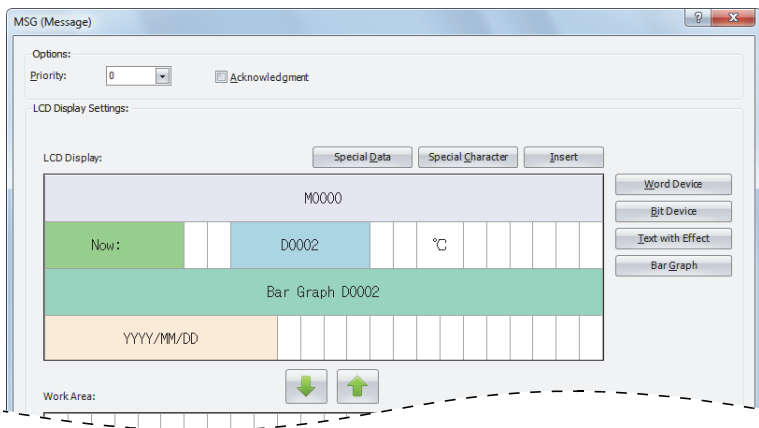 MSG (Message)
Options:
Priority: 0 Acknowledgment
LCD Display Settings:
LCD Display: Special Data Special Character Insert
M0000
Word Device
Bit Device
Now: D0002 ℃
Text with Effect
Bar Graph
Bar Graph D0002
YYYY/MM/DD
Work Area: